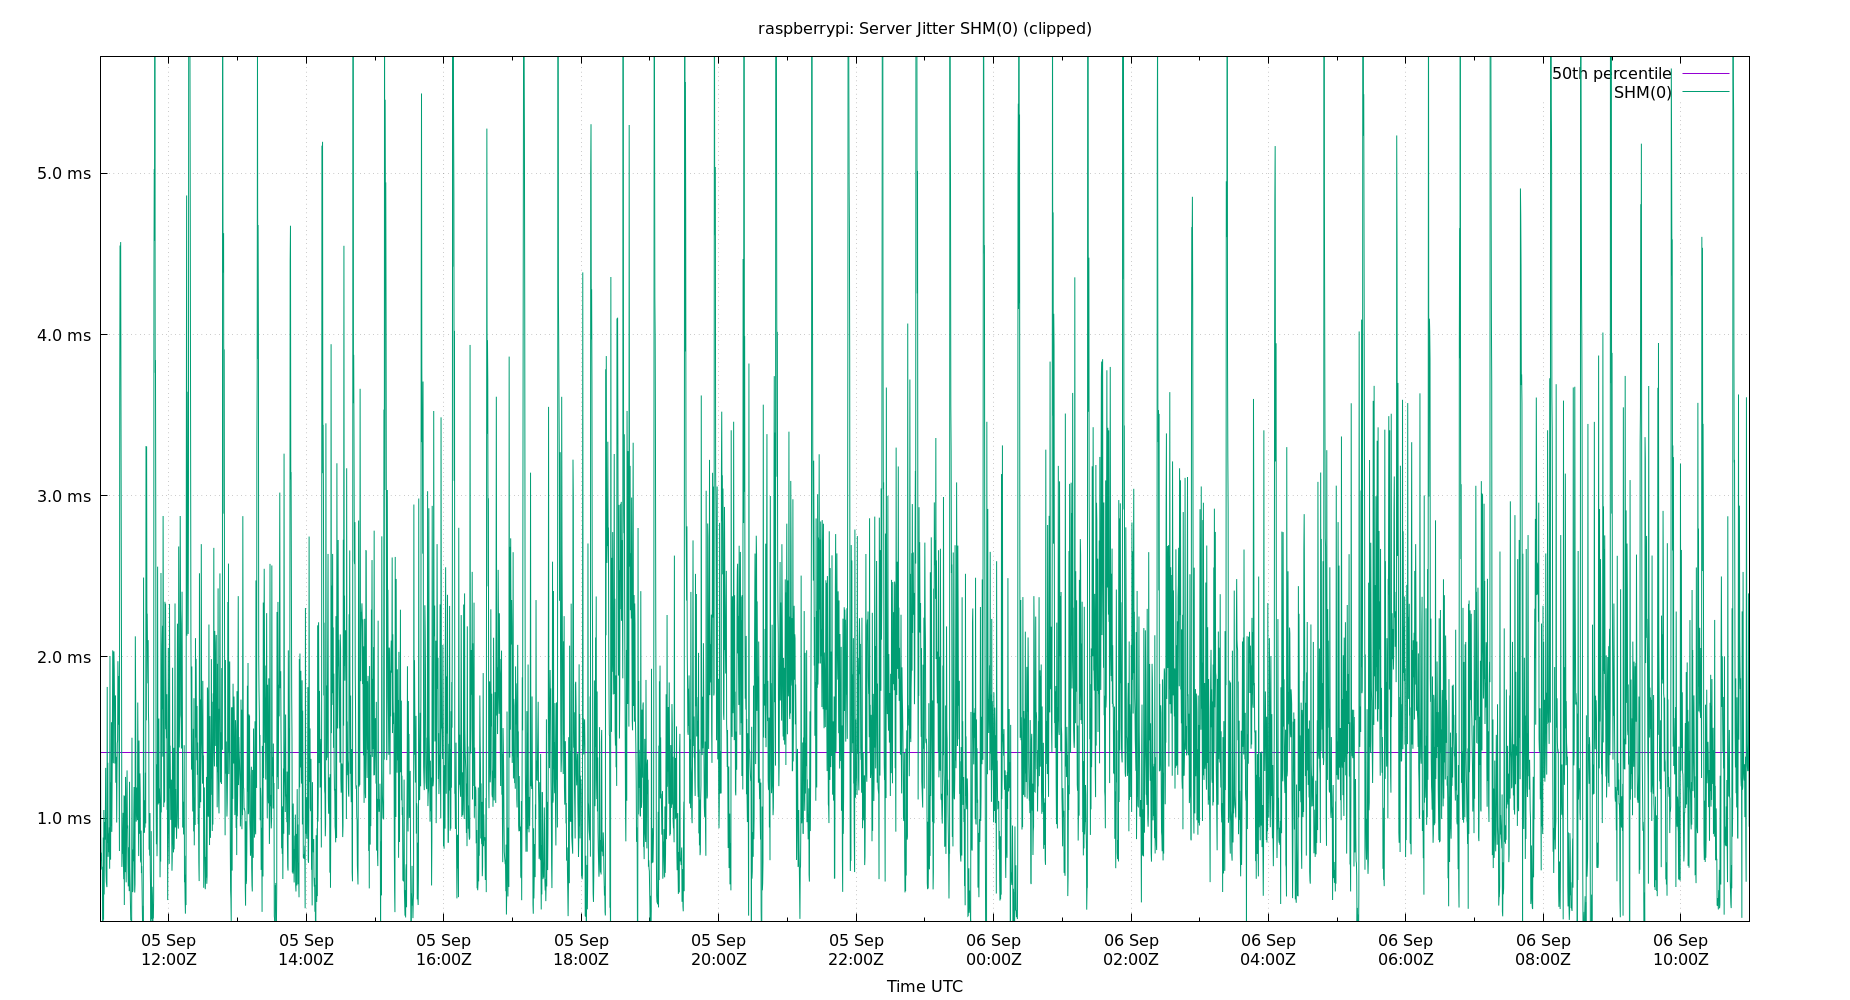 raspberrypi: Server Jitter SHM(0) (clipped)
50th percentile
SHM(0)
5.0 ms
4.0 ms
3.0 ms
2.0 ms
1.0 ms
05 Sep 05 Sep 05 Sep 05 Sep 05 Sep 05 Sep 06 Sep 06 Sep 06 Sep 06 Sep 06 Sep 06 Sep
12:00Z 14:00Z 16:00Z 18:00Z 20:00Z 22:00Z 00:00Z 02:00Z 04:00Z 06:00Z 08:00Z 10:00Z
Time UTC